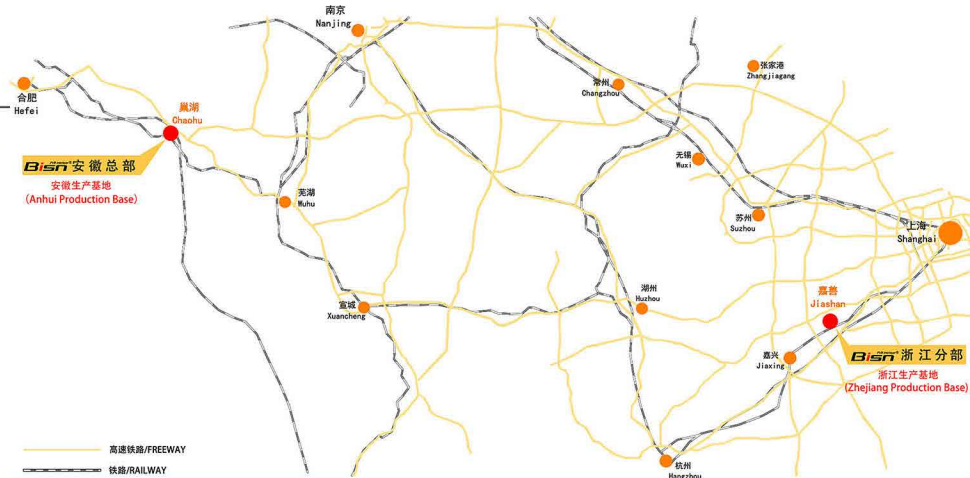 南京
Nanjing
合肥
Hefei
巢湖
Chaohu
Bisn 安徽总部
安徽生产基地
(Anhui Production Base)
芜湖
Wuhu
宣城
Xuancheng
常州
Changzhou
张家港
Zhangjiagang
无锡
Wuxi
苏州
Suzhou
上海
Shanghai
湖州
Huzhou
嘉善
Jiashan
Bisn 浙江分部
浙江生产基地
(Zhejiang Production Base)
嘉兴
Jiaxing
杭州
Hangzhou
高速铁路/FREEWAY
铁路/RAILWAY